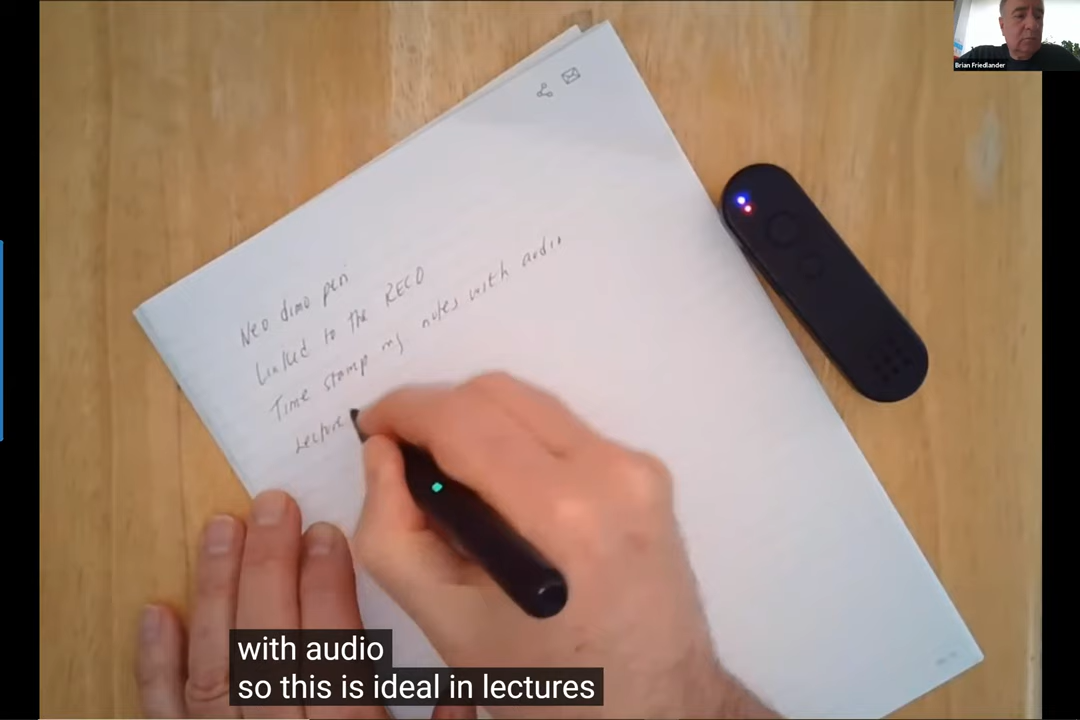 Brian Friedlander
Neo dimo pen
Linked to the RECO
Time stamp my notes with audio
Lecture
with audio
so this is ideal in lectures